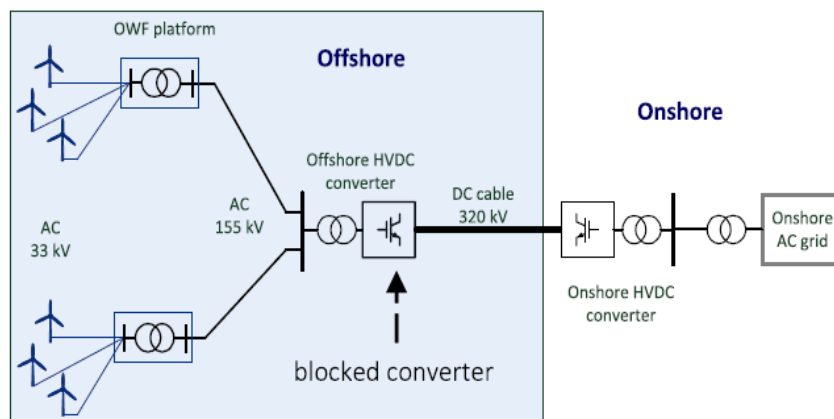 OWF platform
Offshore
Onshore
Offshore HVDC
converter
DC cable
320 kV
AC
155 kV
AC
33 kV
Onshore
AC grid
Onshore HVDC
converter
blocked converter